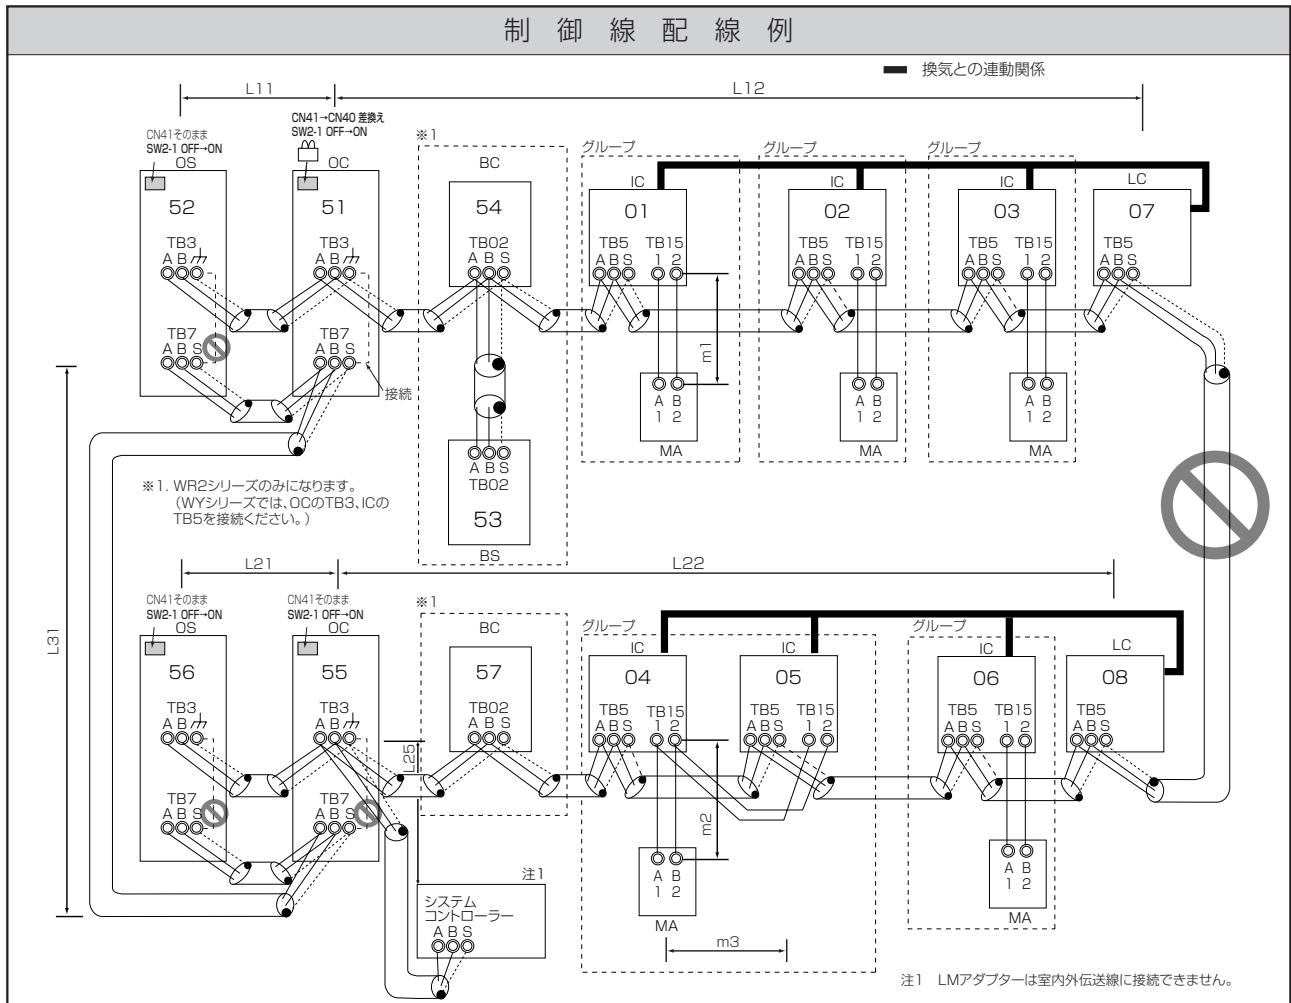 制御線配線例
換気との連動関係
L11
L12
CN41そのまま
SW2-1 OFF→ON
OS
CN41→CN40 差換え
SW2-1 OFF→ON
OC
※1
BC
グループ
グループ
グループ
IC
IC
IC
LC
52
51
54
01
02
03
07
TB3
A B
TB3
A B
TB02
A B S
TB5
A B S
TB15
1 2
TB5
A B S
TB15
1 2
TB5
A B S
TB15
1 2
TB5
A B S
TB7
A B S
TB7
A B S
接続
m1
A B
1 2
MA
A B
1 2
MA
A B
1 2
MA
A B S
TB02
53
BS
※1. WR2シリーズのみになります。
(WYシリーズでは、OCのTB3、ICの
TB5を接続ください。)
L31
L21
L22
CN41そのまま
SW2-1 OFF→ON
OS
CN41そのまま
SW2-1 OFF→ON
OC
※1
BC
グループ
グループ
IC
IC
IC
LC
56
55
57
04
05
06
08
TB3
A B
TB3
A B
TB02
A B S
TB5
A B S
TB15
1 2
TB5
A B S
TB15
1 2
TB5
A B S
TB15
1 2
TB5
A B S
L25
TB7
A B S
TB7
A B S
m2
A B
1 2
MA
A B
1 2
MA
注1
システム
コントローラー
A B S
m3
注1 LMアダプターは室内外伝送線に接続できません。